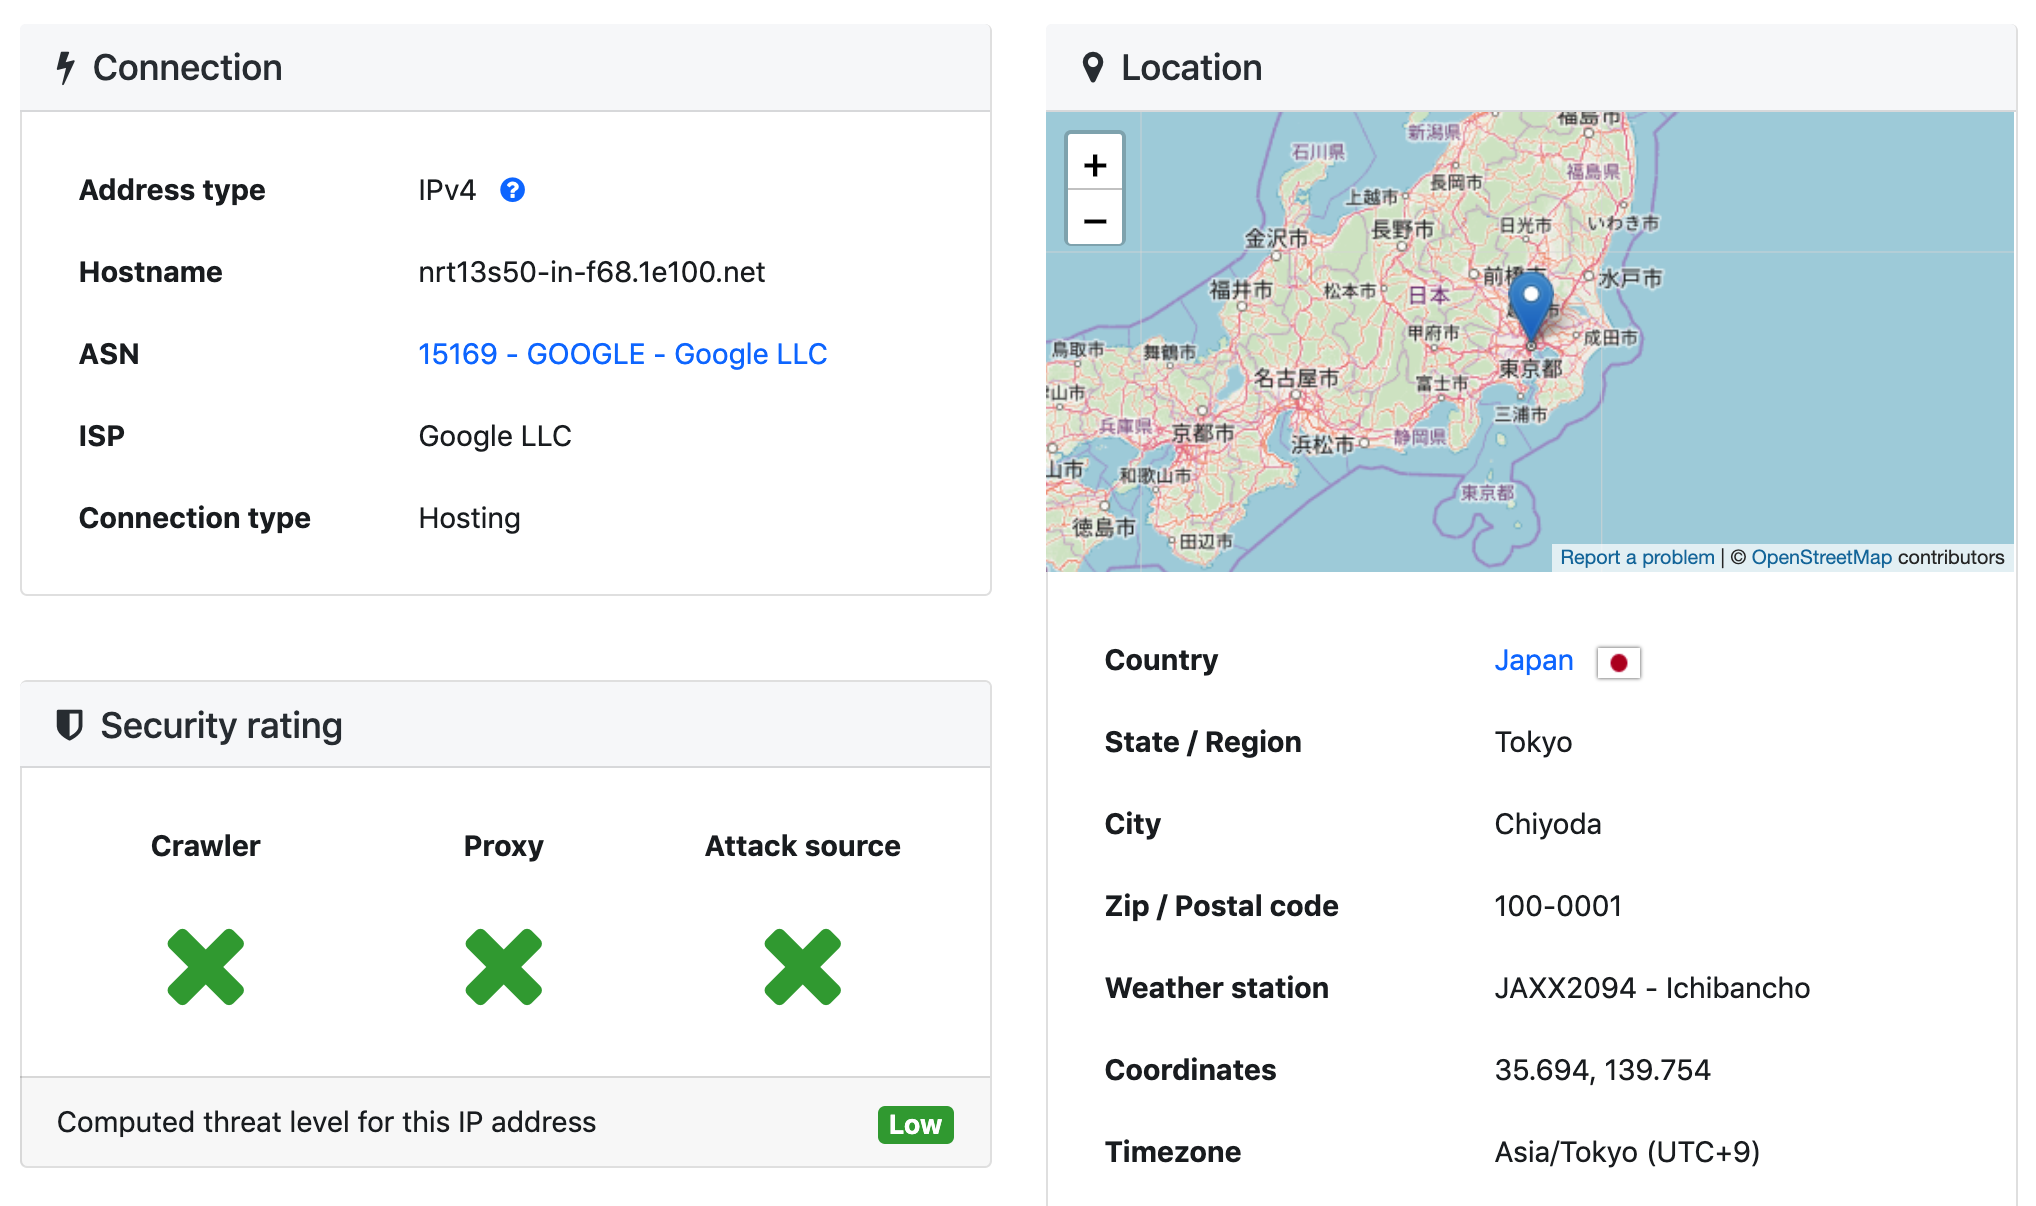 Connection
Address type IPv4
Hostname nrt13s50-in-f68.1e100.net
ASN 15169 - GOOGLE - Google LLC
ISP Google LLC
Connection type Hosting
Security rating
Crawler Proxy Attack source
Computed threat level for this IP address Low
Location
+
−
福島市
新潟県
石川県
長岡市
福島県
上越市
いわき市
日光市
長野市
金沢市
前橋市
水戸市
福井市
松本市
日本
市
甲府市
成田市
鳥取市
舞鶴市
東京都
名古屋市
富士市
山市
三浦市
兵庫県
京都市
浜松市
静岡県
山市
和歌山市
東京都
徳島市
田辺市
Report a problem | © OpenStreetMap contributors
Country Japan
State / Region Tokyo
City Chiyoda
Zip / Postal code 100-0001
Weather station JAXX2094 - Ichibancho
Coordinates 35.694, 139.754
Timezone Asia/Tokyo (UTC+9)